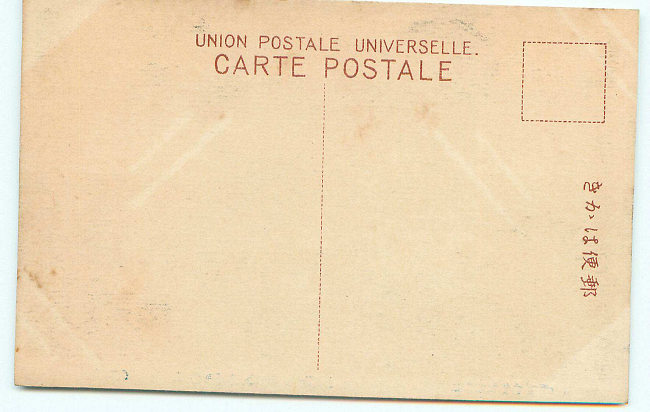 UNION POSTALE UNIVERSELLE.
CARTE POSTALE
郵便はかき